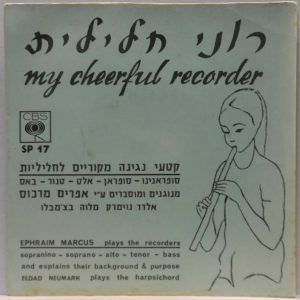 רוני חלילית
my cheerful recorder
CBS
SP 17
קטעי נגינה מקוריים לחליליות
סופראנינו - סופראן - אלט - טנור - באס
מנוגנים ומוסברים ע״י אפרים מרכוס
אלדד נוימרק מלוה בצ׳מבלו
EPHRAIM MARCUS plays the recorders
sopranino - soprano - alto - tenor - bass
and explains their background & purpose
ELDAD NEUMARK plays the harpsichord